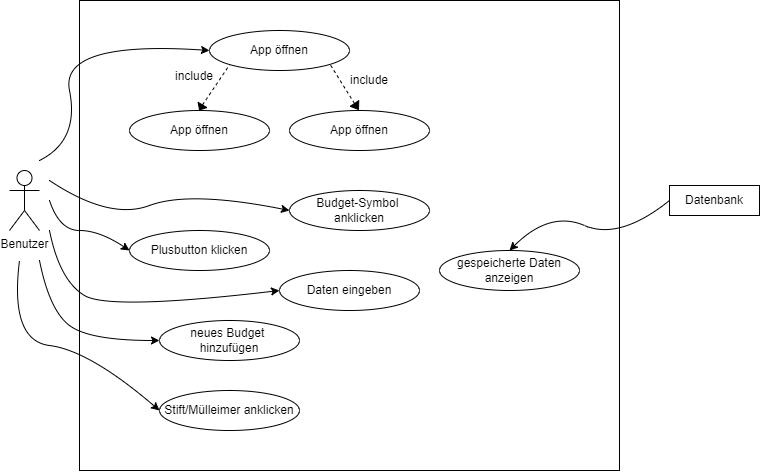 App öffnen
include
include
App öffnen
App öffnen
Budget-Symbol
anklicken
Datenbank
Benutzer
Plusbutton klicken
gespeicherte Daten
anzeigen
Daten eingeben
neues Budget
hinzufügen
Stift/Mülleimer anklicken